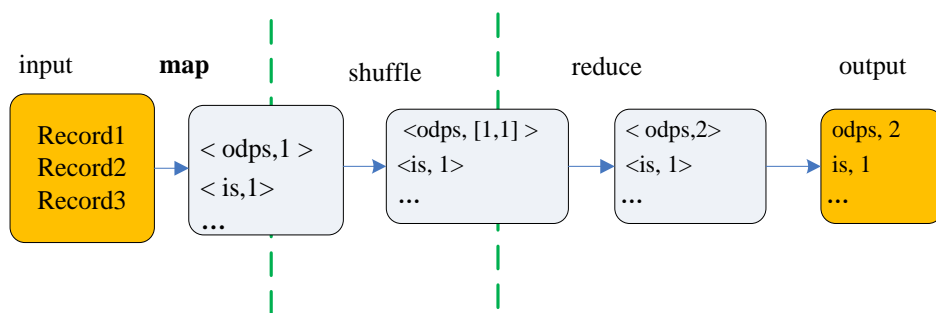 input
map
shuffle
reduce
output
Record1
Record2
Record3
< odps,1 >
< is,1>
...
<odps, [1,1] >
<is, 1>
...
< odps,2>
<is, 1>
...
odps, 2
is, 1
...